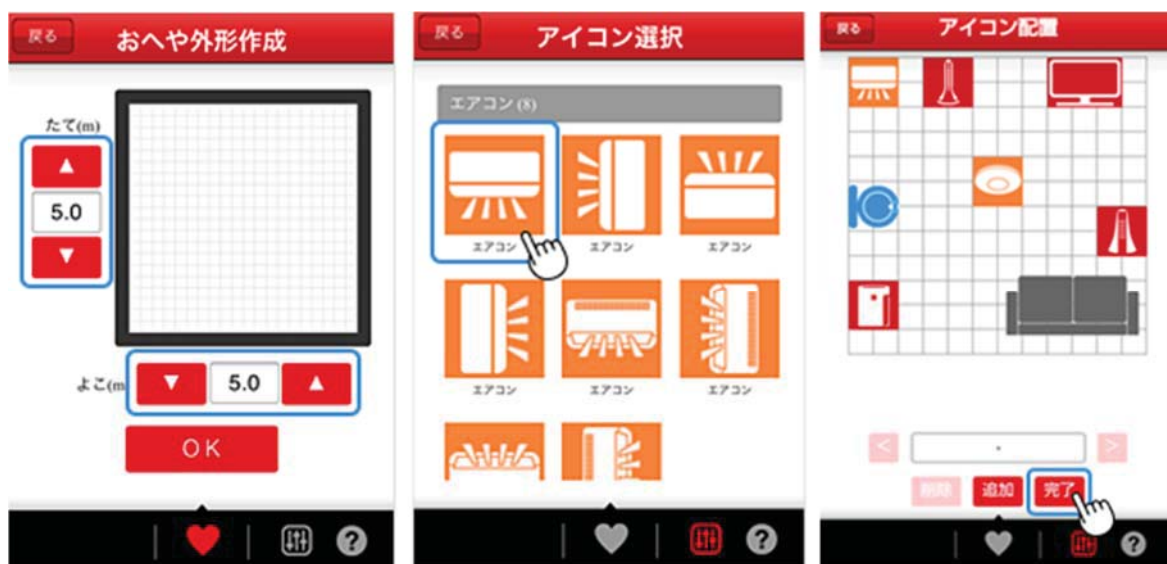 戻る
おへや外形作成
たて(m)
▲
5.0
▼
よこ(m
▼
5.0
▲
OK
?
戻る
アイコン選択
エアコン (8)
エアコン
エアコン
エアコン
エアコン
エアコン
エアコン
?
戻る
アイコン配置
<
>
削除
追加
完了
?